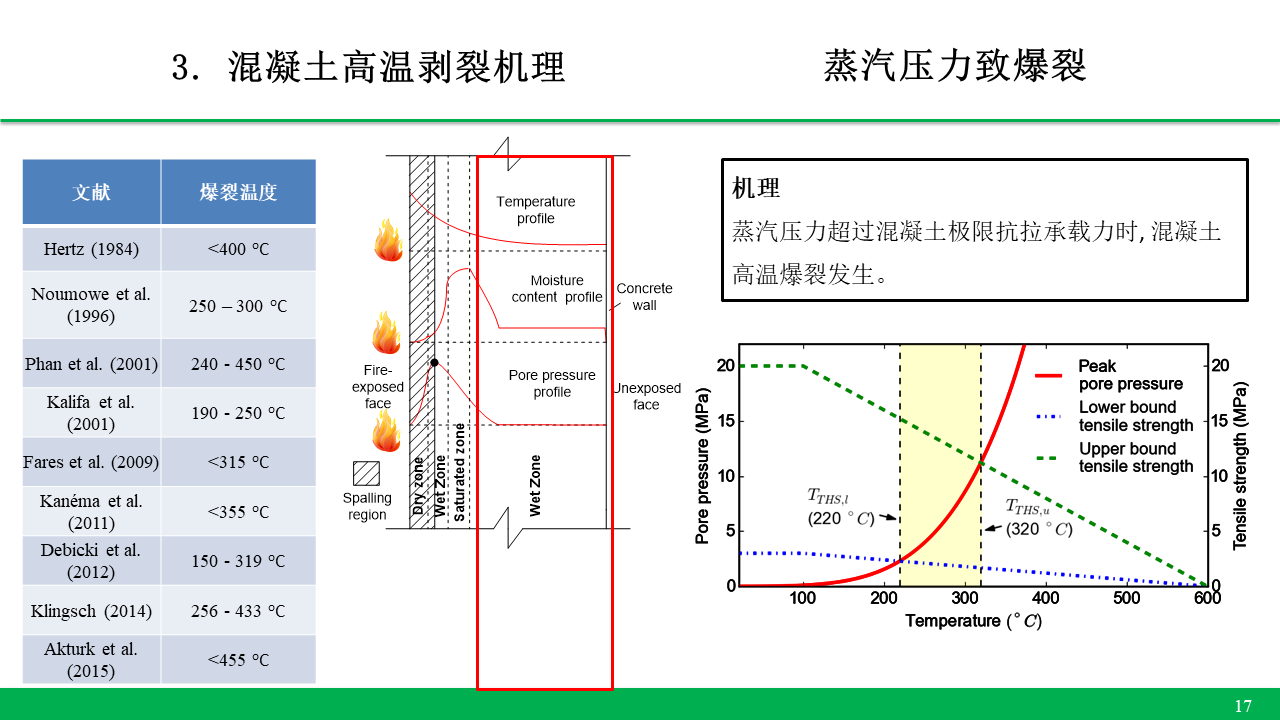 3. 混凝土高温剥裂机理
蒸汽压力致爆裂
文献 爆裂温度
Hertz (1984) <400 ℃
Noumowe et al.
(1996)
250 – 300 ℃
Phan et al. (2001) 240 - 450 ℃
Kalifa et al.
(2001)
190 - 250 ℃
Fares et al. (2009) <315 ℃
Kanéma et al.
(2011)
<355 ℃
Debicki et al.
(2012)
150 - 319 ℃
Klingsch (2014) 256 - 433 ℃
Akturk et al.
(2015)
<455 ℃
Temperature
profile
Moisture
content profile
Concrete
wall
Pore pressure
profile
Fire-
exposed
face
Unexposed
face
Spalling
region
Dry zone
Wet Zone
Saturated zone
Wet Zone
机理
蒸汽压力超过混凝土极限抗拉承载力时, 混凝土
高温爆裂发生。
Pore pressure (MPa)
20
15
10
5
0
Peak
pore pressure
Lower bound
tensile strength
Upper bound
tensile strength
T_{THS,l}
(220 °C)
T_{THS,u}
(320 °C)
20
15
10
5
0
Tensile strength (MPa)
100 200 300 400 500 600
Temperature (°C)
17